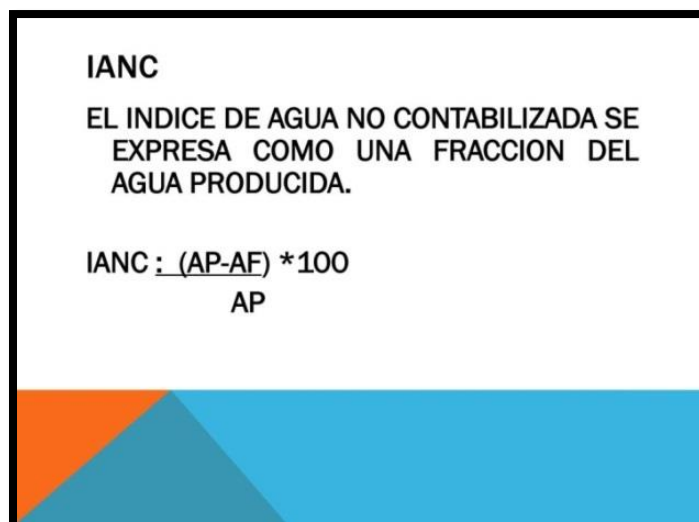 IANC
EL INDICE DE AGUA NO CONTABILIZADA SE
EXPRESA COMO UNA FRACCION DEL
AGUA PRODUCIDA.
IANC : (AP-AF) *100
AP